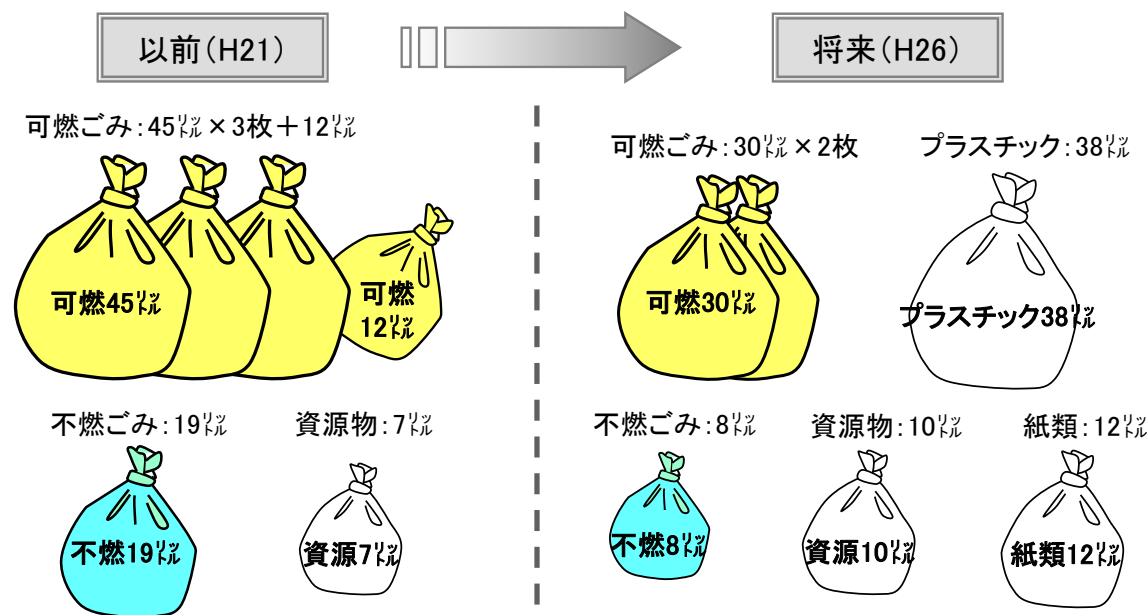 以前(H21)
将来(H26)
可燃ごみ:45㍑×3枚+12㍑
可燃45㍑
可燃
12㍑
不燃ごみ:19㍑
資源物:7㍑
不燃19㍑
資源7㍑
可燃ごみ:30㍑×2枚
プラスチック:38㍑
可燃30㍑
プラスチック38㍑
不燃ごみ:8㍑
資源物:10㍑
紙類:12㍑
不燃8㍑
資源10㍑
紙類12㍑